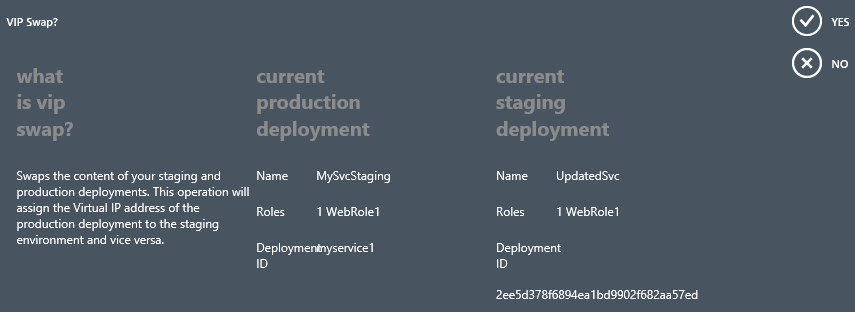 VIP Swap?
YES
NO
what
is vip
swap?
Swaps the content of your staging and
production deployments. This operation will
assign the Virtual IP address of the
production deployment to the staging
environment and vice versa.
current
production
deployment
Name MySvcStaging
Roles 1 WebRole1
Deployment myservice1
ID
current
staging
deployment
Name UpdatedSvc
Roles 1 WebRole1
Deployment
ID
2ee5d378f6894ea1bd9902f682aa57ed